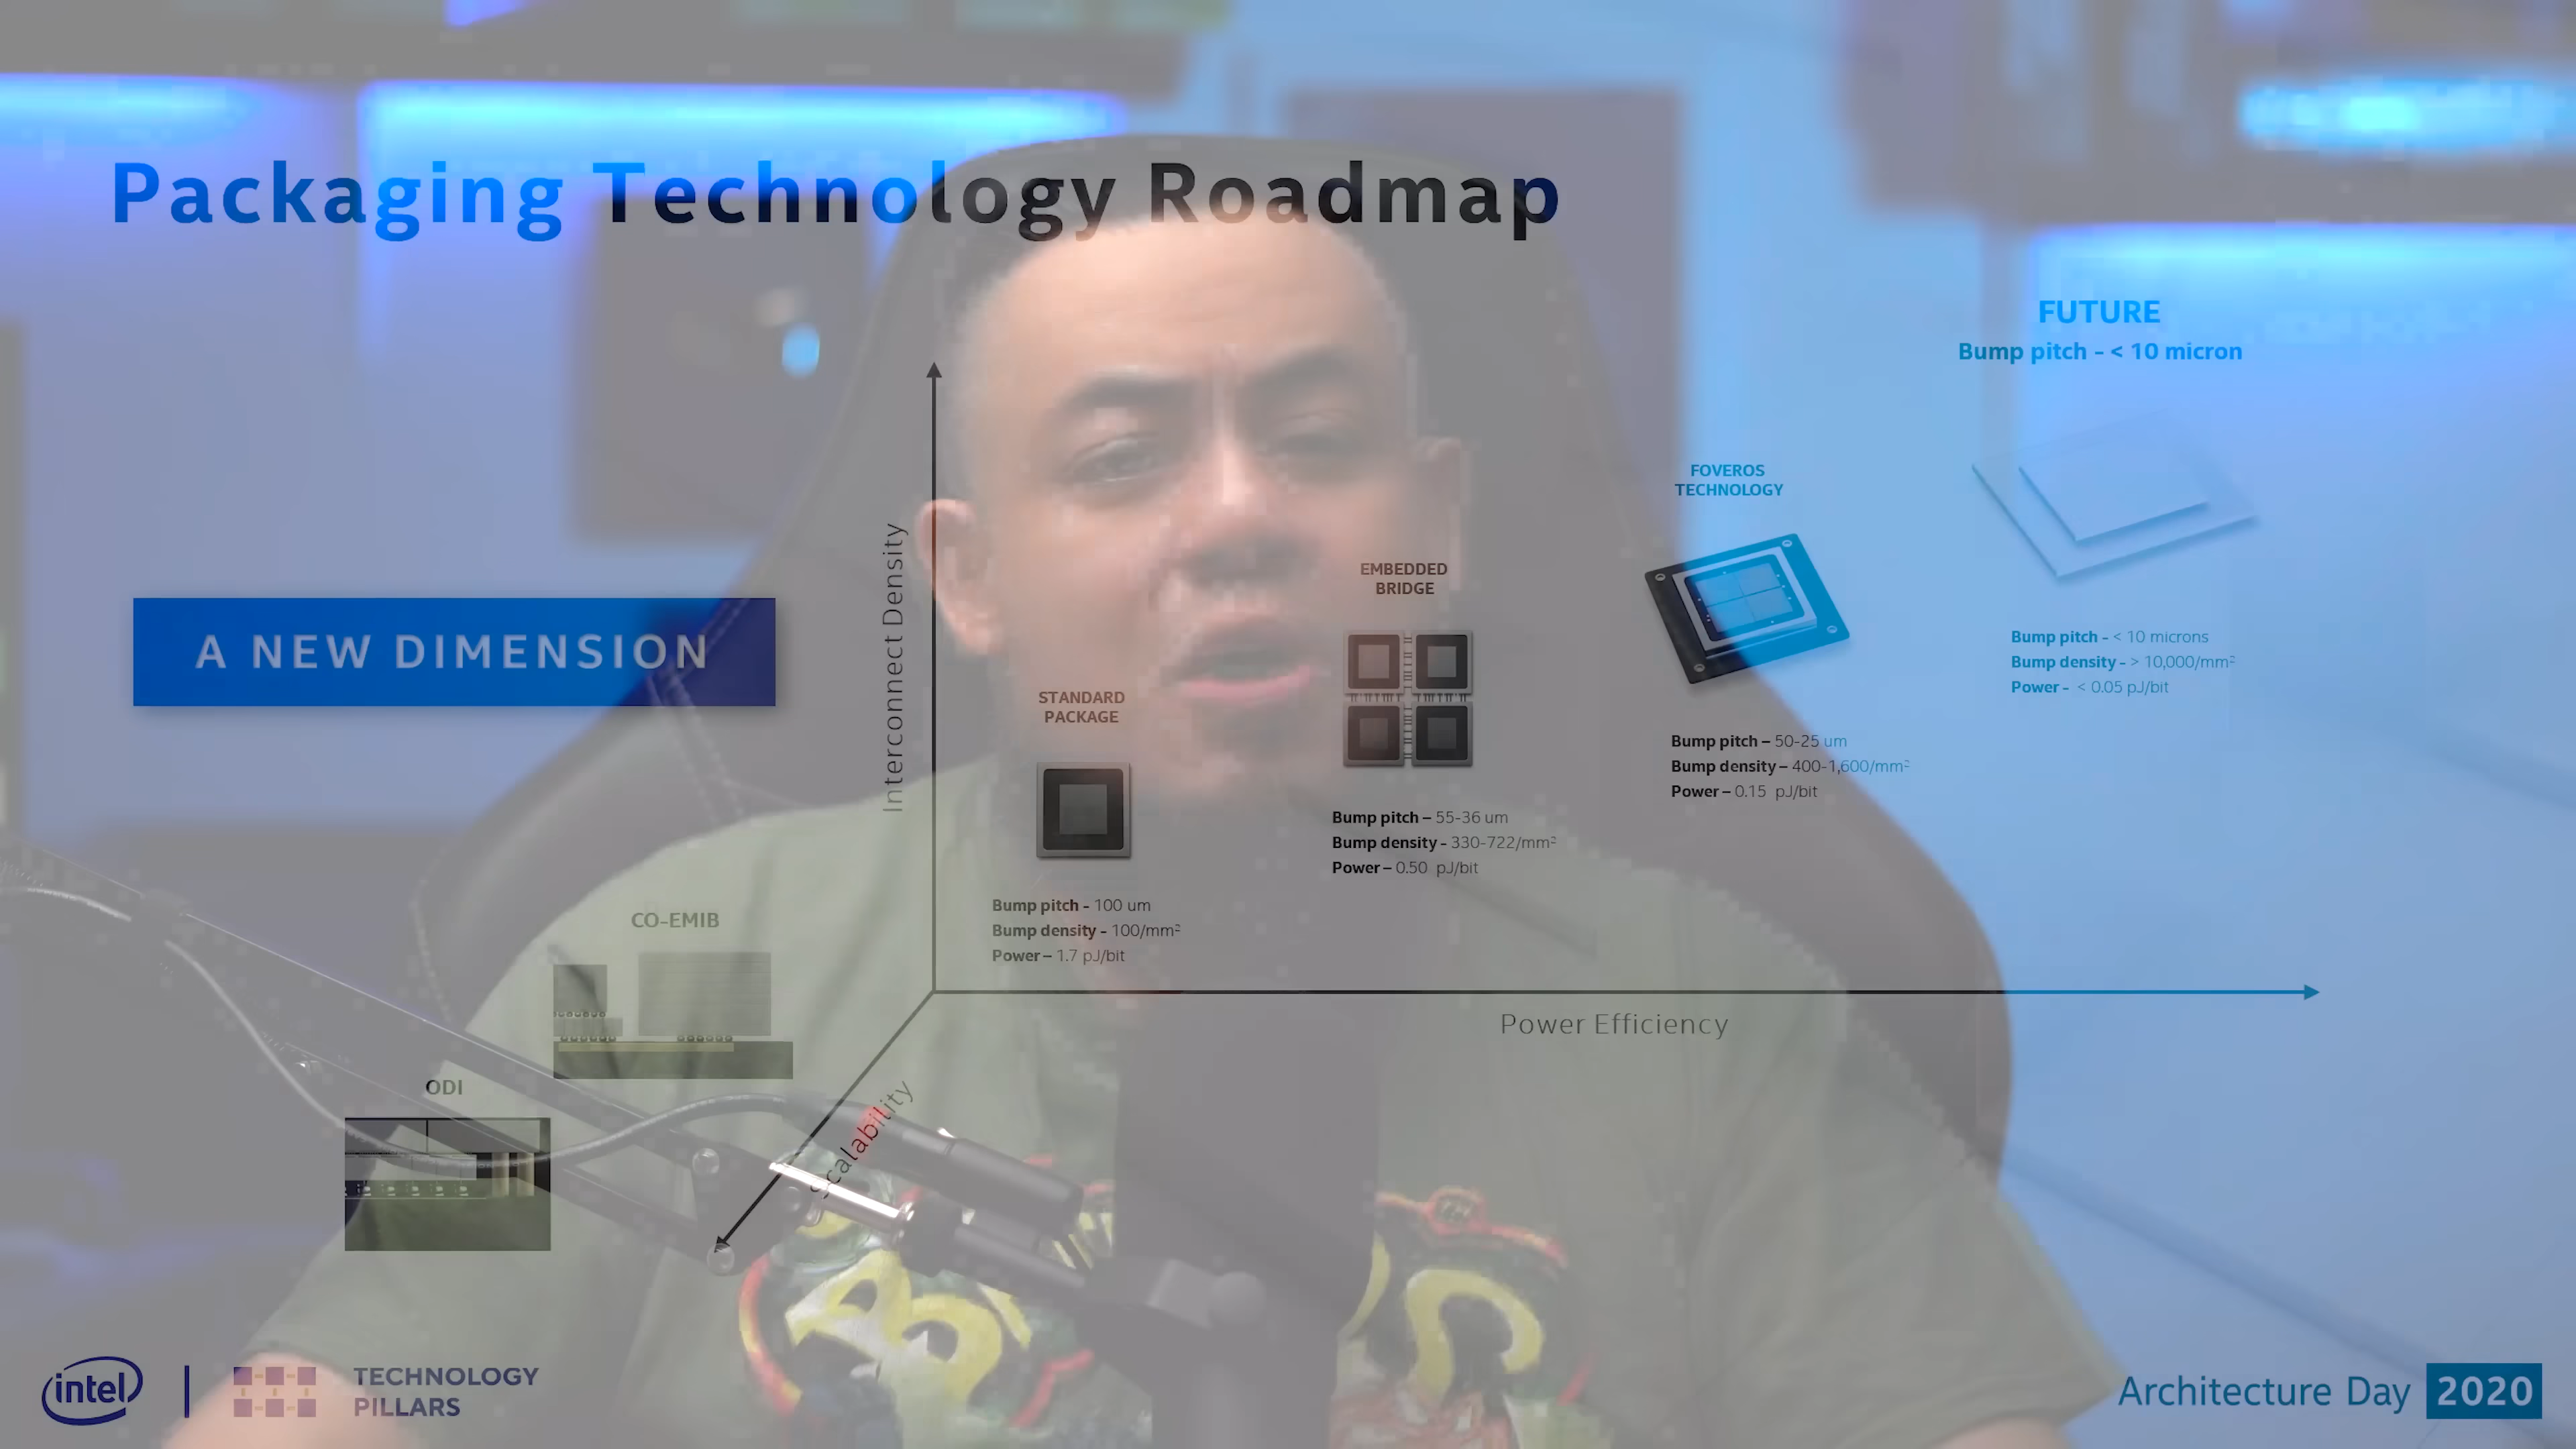 Packaging Technology Roadmap
FUTURE
Bump pitch - < 10 micron
FOVEROS
TECHNOLOGY
Interconnect Density
EMBEDDED
BRIDGE
A NEW DIMENSION
Bump pitch - < 10 microns
Bump density - > 10,000/mm²
Power - < 0.05 pJ/bit
STANDARD
PACKAGE
Bump pitch – 50-25 um
Bump density – 400-1,600/mm²
Power – 0.15 pJ/bit
Bump pitch – 55-36 um
Bump density - 330-722/mm²
Power – 0.50 pJ/bit
Bump pitch - 100 um
Bump density - 100/mm²
Power – 1.7 pJ/bit
CO-EMIB
Power Efficiency
ODI
Scalability
intel
TECHNOLOGY
PILLARS
Architecture Day 2020